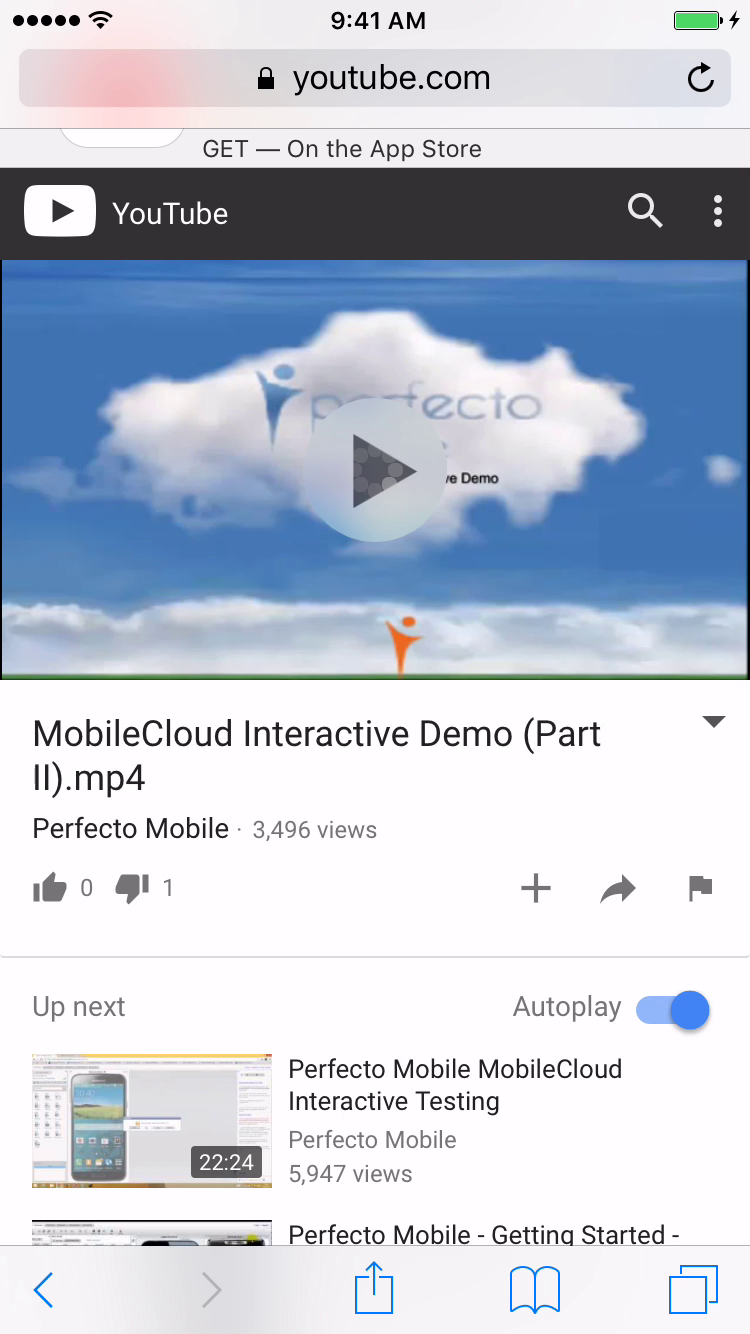 9:41 AM
youtube.com
GET — On the App Store
YouTube
perfecto
ve Demo
MobileCloud Interactive Demo (Part
II).mp4
Perfecto Mobile · 3,496 views
0 1
Up next Autoplay
22:24
Perfecto Mobile MobileCloud
Interactive Testing
Perfecto Mobile
5,947 views
Perfecto Mobile - Getting Started -